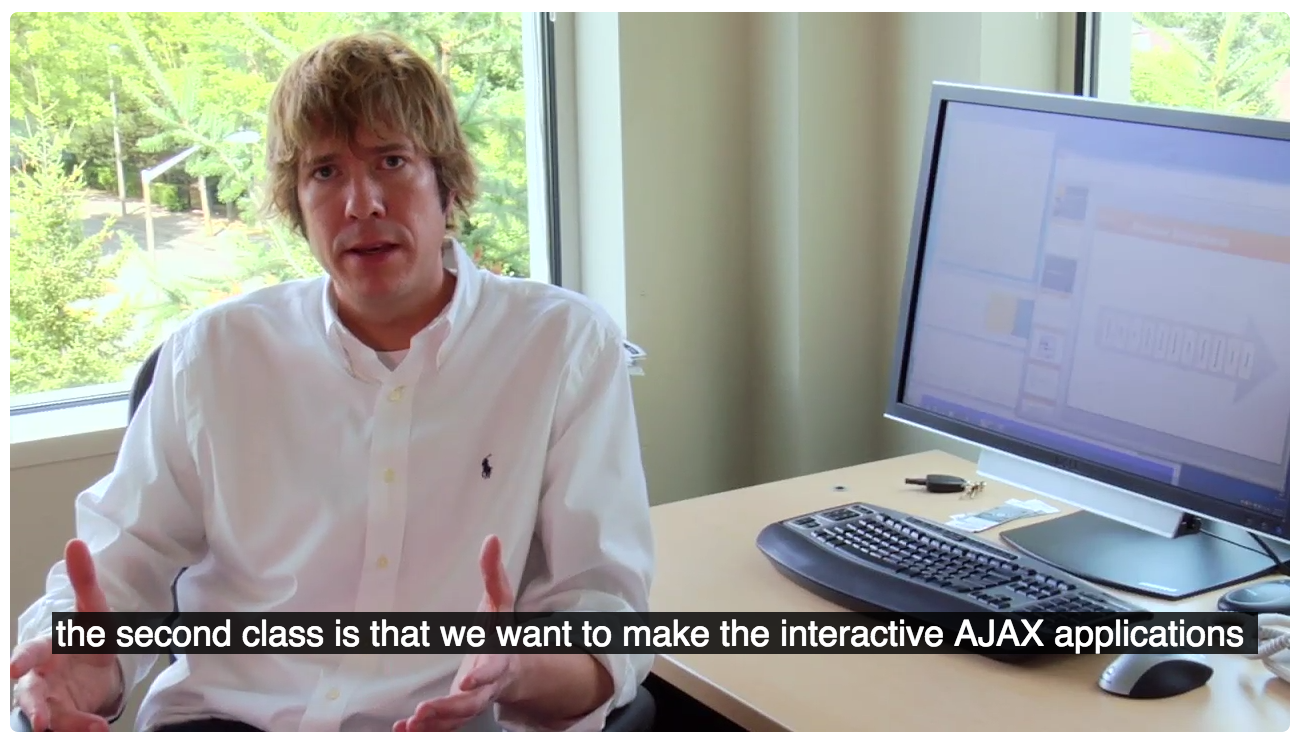 the second class is that we want to make the interactive AJAX applications